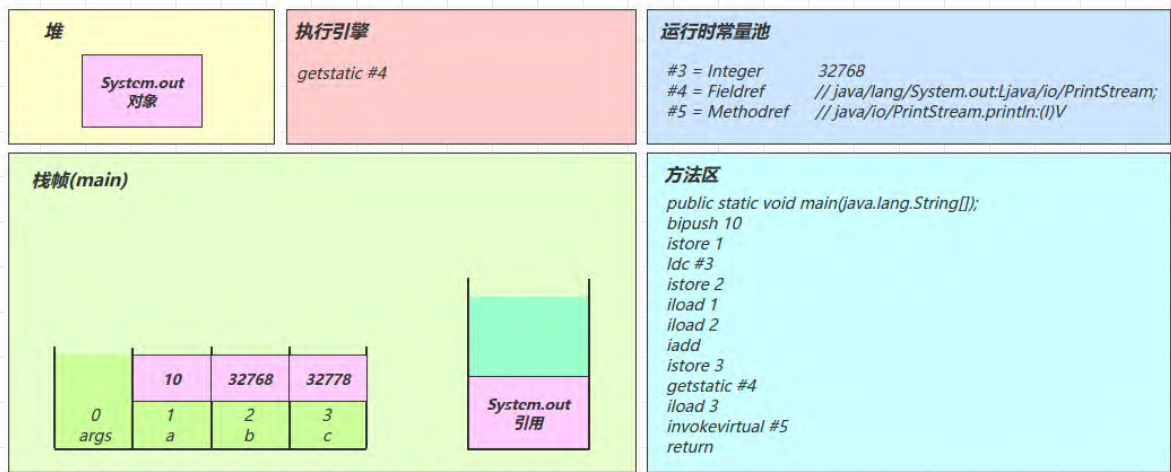 堆
System.out
对象
执行引擎
getstatic #4
运行时常量池
#3 = Integer 32768
#4 = Fieldref // java/lang/System.out:Ljava/io/PrintStream;
#5 = Methodref // java/io/PrintStream.println:(I)V
栈帧(main)
10 32768 32778
0 1 2 3
args a b c
System.out
引用
方法区
public static void main(java.lang.String[]);
bipush 10
istore 1
ldc #3
istore 2
iload 1
iload 2
iadd
istore 3
getstatic #4
iload 3
invokevirtual #5
return